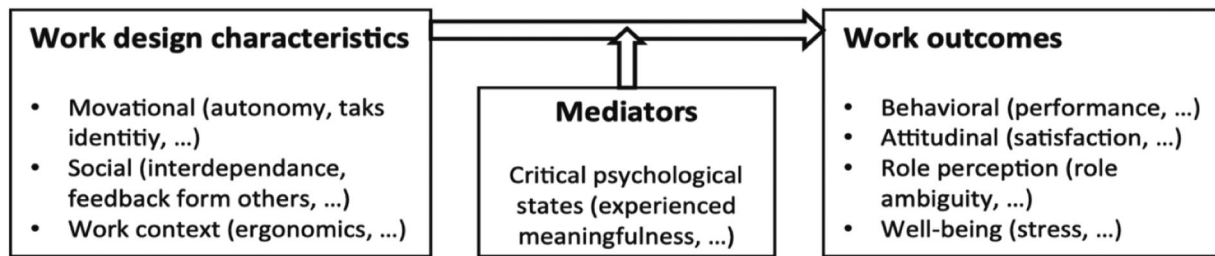 Work design characteristics
• Movational (autonomy, taks
identitiy, ...)
• Social (interdependance,
feedback form others, ...)
• Work context (ergonomics, ...)
Mediators
Critical psychological
states (experienced
meaningfulness, ...)
Work outcomes
• Behavioral (performance, ...)
• Attitudinal (satisfaction, ...)
• Role perception (role
ambiguity, ...)
• Well-being (stress, ...)